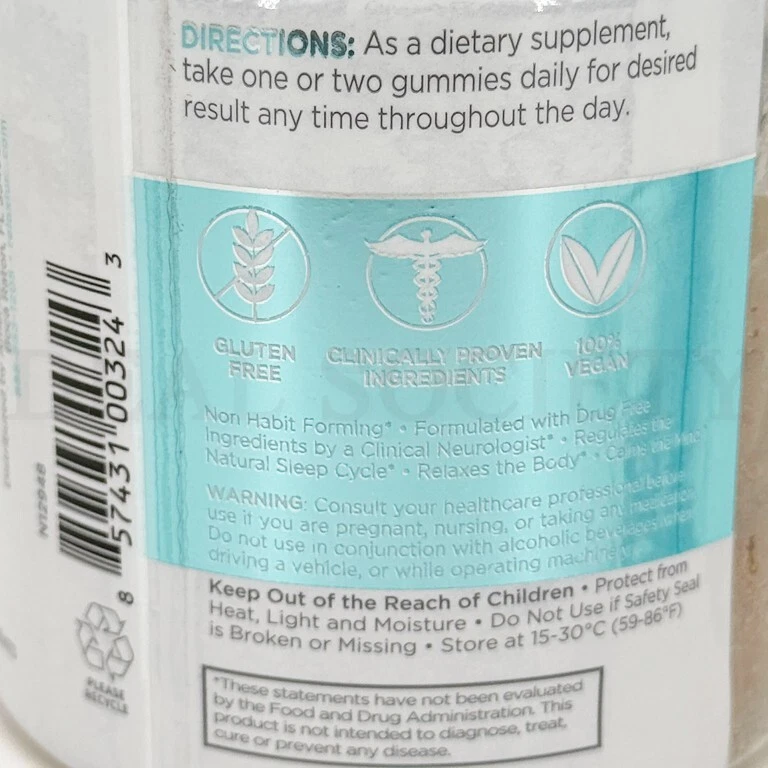 DIRECTIONS: As a dietary supplement,
take one or two gummies daily for desired
result any time throughout the day.
GLUTEN
FREE
CLINICALLY PROVEN
INGREDIENTS
100%
VEGAN
Non Habit Forming* • Formulated with Drug Free
Ingredients by a Clinical Neurologist* • Regulates the
Natural Sleep Cycle* • Relaxes the Body* • Calms the Mind*
WARNING: Consult your healthcare professional before
use if you are pregnant, nursing, or taking any medication.
Do not use in conjunction with alcoholic beverages, when
driving a vehicle, or while operating machinery.
Keep Out of the Reach of Children • Protect from
Heat, Light and Moisture • Do Not Use if Safety Seal
is Broken or Missing • Store at 15-30°C (59-86°F)
*These statements have not been evaluated
by the Food and Drug Administration. This
product is not intended to diagnose, treat,
cure or prevent any disease.
8 57431 00324 3
N12948
PLEASE
RECYCLE
SOCIETY